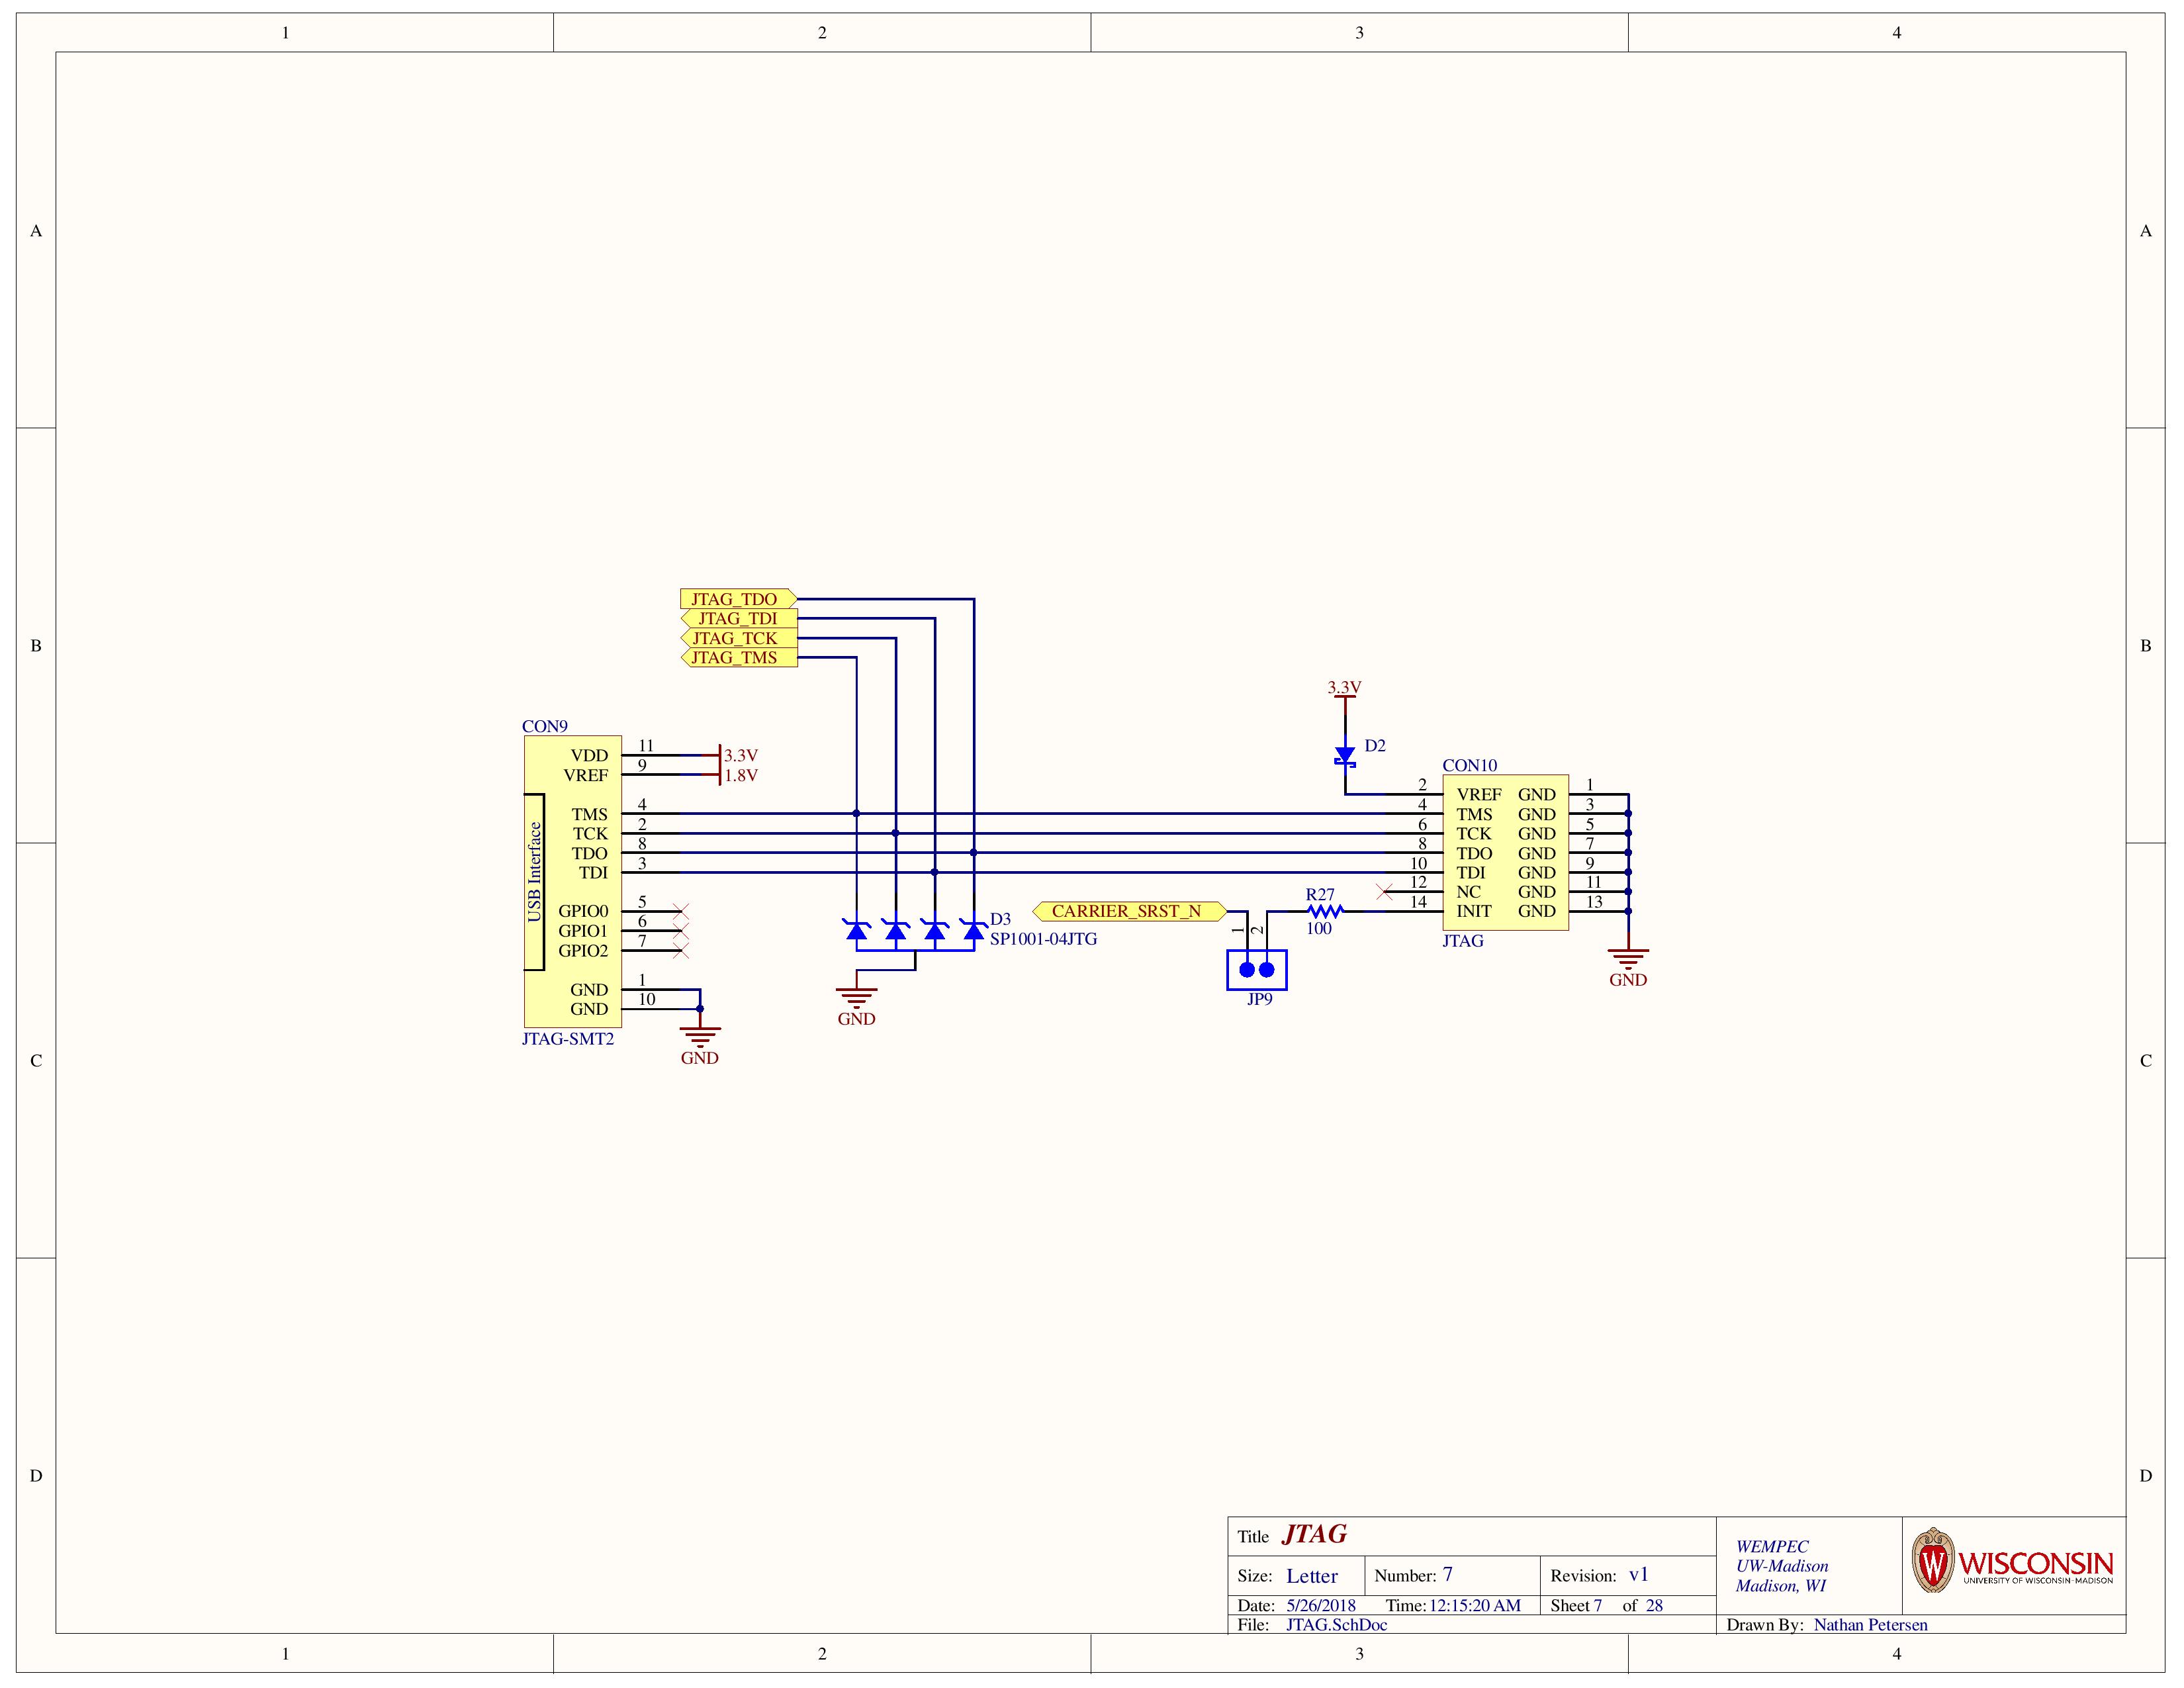 1 2 3 4
A A
B B
C C
D D
JTAG_TDO
JTAG_TDI
JTAG_TCK
JTAG_TMS
CON9
VDD 11 3.3V
VREF 9 1.8V
TMS 4
TCK 2
TDO 8
TDI 3
USB Interface
GPIO0 5
GPIO1 6
GPIO2 7
GND 1
GND 10
JTAG-SMT2
GND
D3
SP1001-04JTG
GND
3.3V
D2
CON10
2 VREF GND 1
4 TMS GND 3
6 TCK GND 5
8 TDO GND 7
10 TDI GND 9
12 NC GND 11
14 INIT GND 13
JTAG
GND
CARRIER_SRST_N
R27
100
1 2
JP9
Title JTAG
Size: Letter Number: 7 Revision: v1
Date: 5/26/2018 Time: 12:15:20 AM Sheet 7 of 28
File: JTAG.SchDoc
WEMPEC
UW-Madison
Madison, WI
W WISCONSIN
UNIVERSITY OF WISCONSIN-MADISON
Drawn By: Nathan Petersen
1 2 3 4